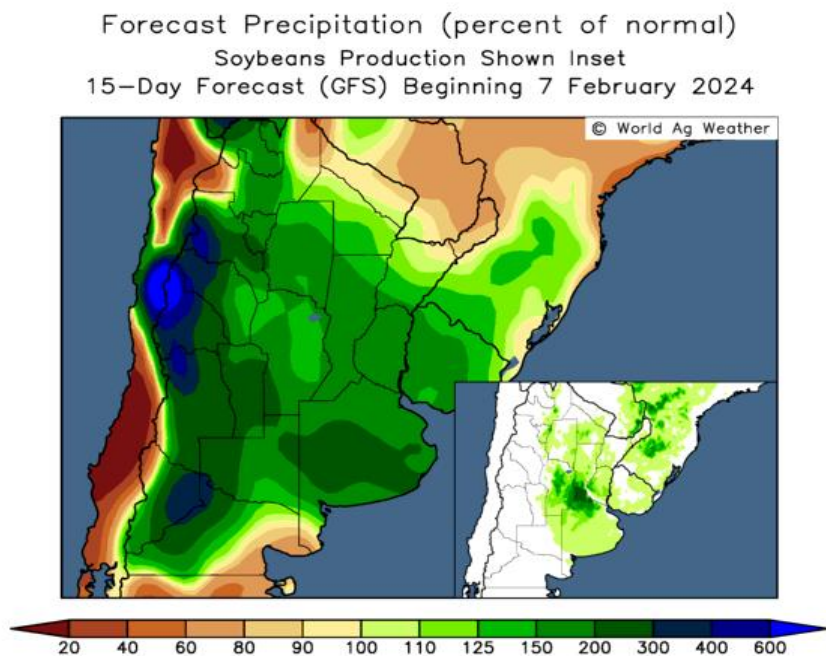 Forecast Precipitation (percent of normal)
Soybeans Production Shown Inset
15-Day Forecast (GFS) Beginning 7 February 2024
© World Ag Weather
20 40 60 80 90 100 110 125 150 200 300 400 600